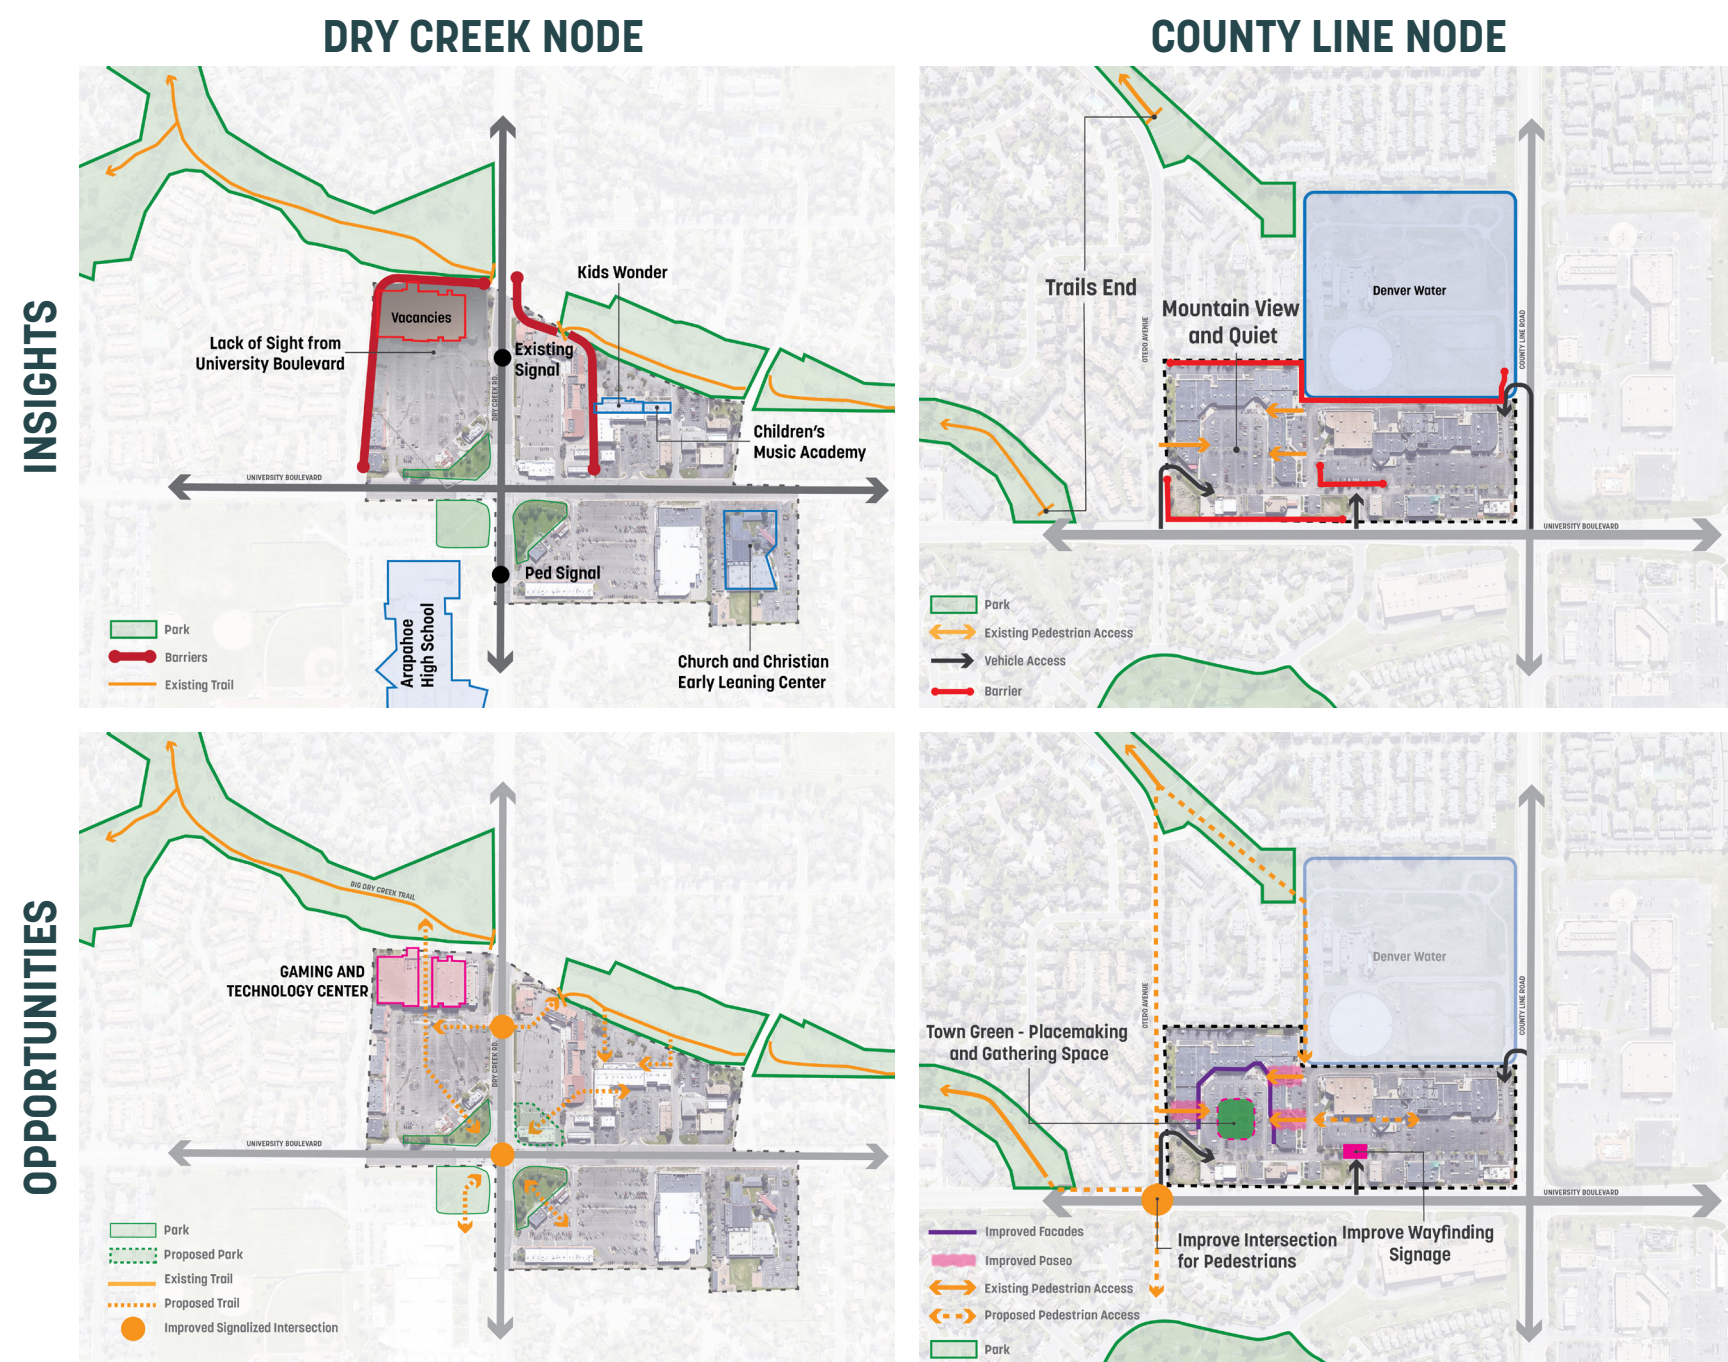 DRY CREEK NODE
COUNTY LINE NODE
INSIGHTS
Kids Wonder
Vacancies
Lack of Sight from
University Boulevard
Existing
Signal
DRY CREEK RD.
Children's
Music Academy
UNIVERSITY BOULEVARD
Ped Signal
Arapahoe
High School
Church and Christian
Early Leaning Center
Park
Barriers
Existing Trail
Trails End
Mountain View
and Quiet
Denver Water
OTERO AVENUE
COUNTY LINE ROAD
UNIVERSITY BOULEVARD
Park
Existing Pedestrian Access
Vehicle Access
Barrier
OPPORTUNITIES
BIG DRY CREEK TRAIL
GAMING AND
TECHNOLOGY CENTER
DRY CREEK RD.
UNIVERSITY BOULEVARD
Park
Proposed Park
Existing Trail
Proposed Trail
Improved Signalized Intersection
Denver Water
OTERO AVENUE
COUNTY LINE ROAD
Town Green - Placemaking
and Gathering Space
UNIVERSITY BOULEVARD
Improve Intersection
for Pedestrians
Improve Wayfinding
Signage
Improved Facades
Improved Paseo
Existing Pedestrian Access
Proposed Pedestrian Access
Park